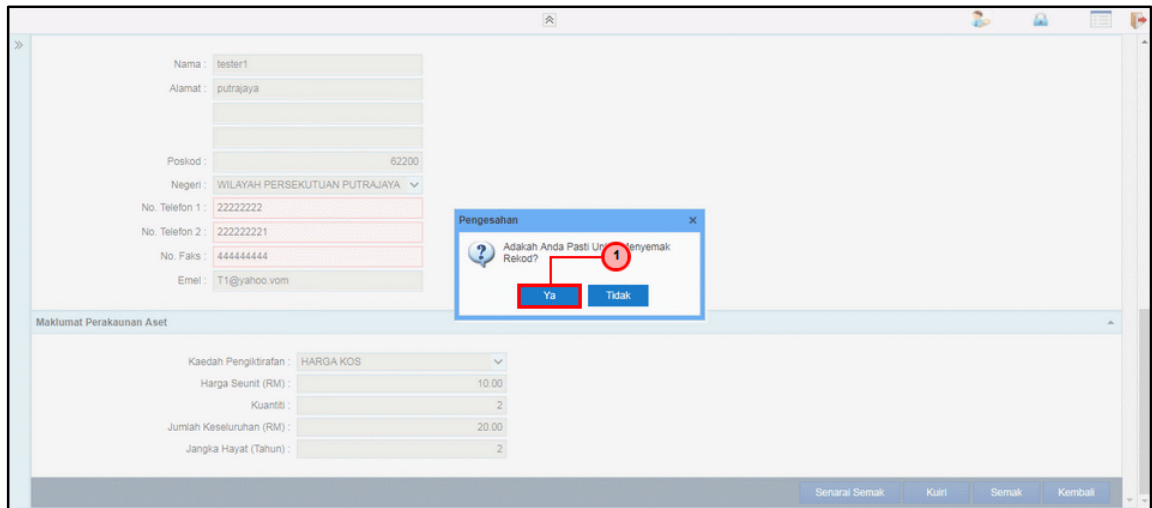 Nama : tester1
Alamat : putrajaya
Poskod : 62200
Negeri : WILAYAH PERSEKUTUAN PUTRAJAYA
No. Telefon 1 : 22222222
No. Telefon 2 : 222222221
No. Faks : 444444444
Emel : T1@yahoo.vom
Pengesahan
Adakah Anda Pasti Menyemak
Rekod?
1
Ya Tidak
Maklumat Perakaunan Aset
Kaedah Pengiktirafan : HARGA KOS
Harga Seunit (RM) : 10.00
Kuantiti : 2
Jumlah Keseluruhan (RM) : 20.00
Jangka Hayat (Tahun) : 2
Senarai Semak Kuiri Semak Kembali